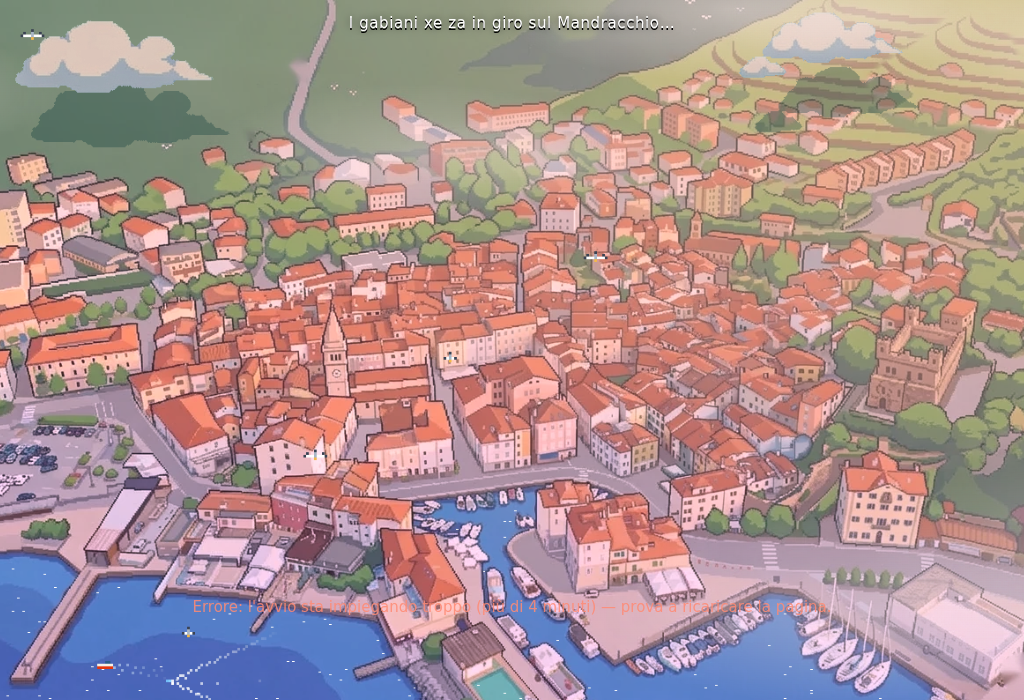 I gabiani xe za in giro sul Mandracchio...
Errore: l'avvio sta impiegando troppo (più di 4 minuti) — prova a ricaricare la pagina